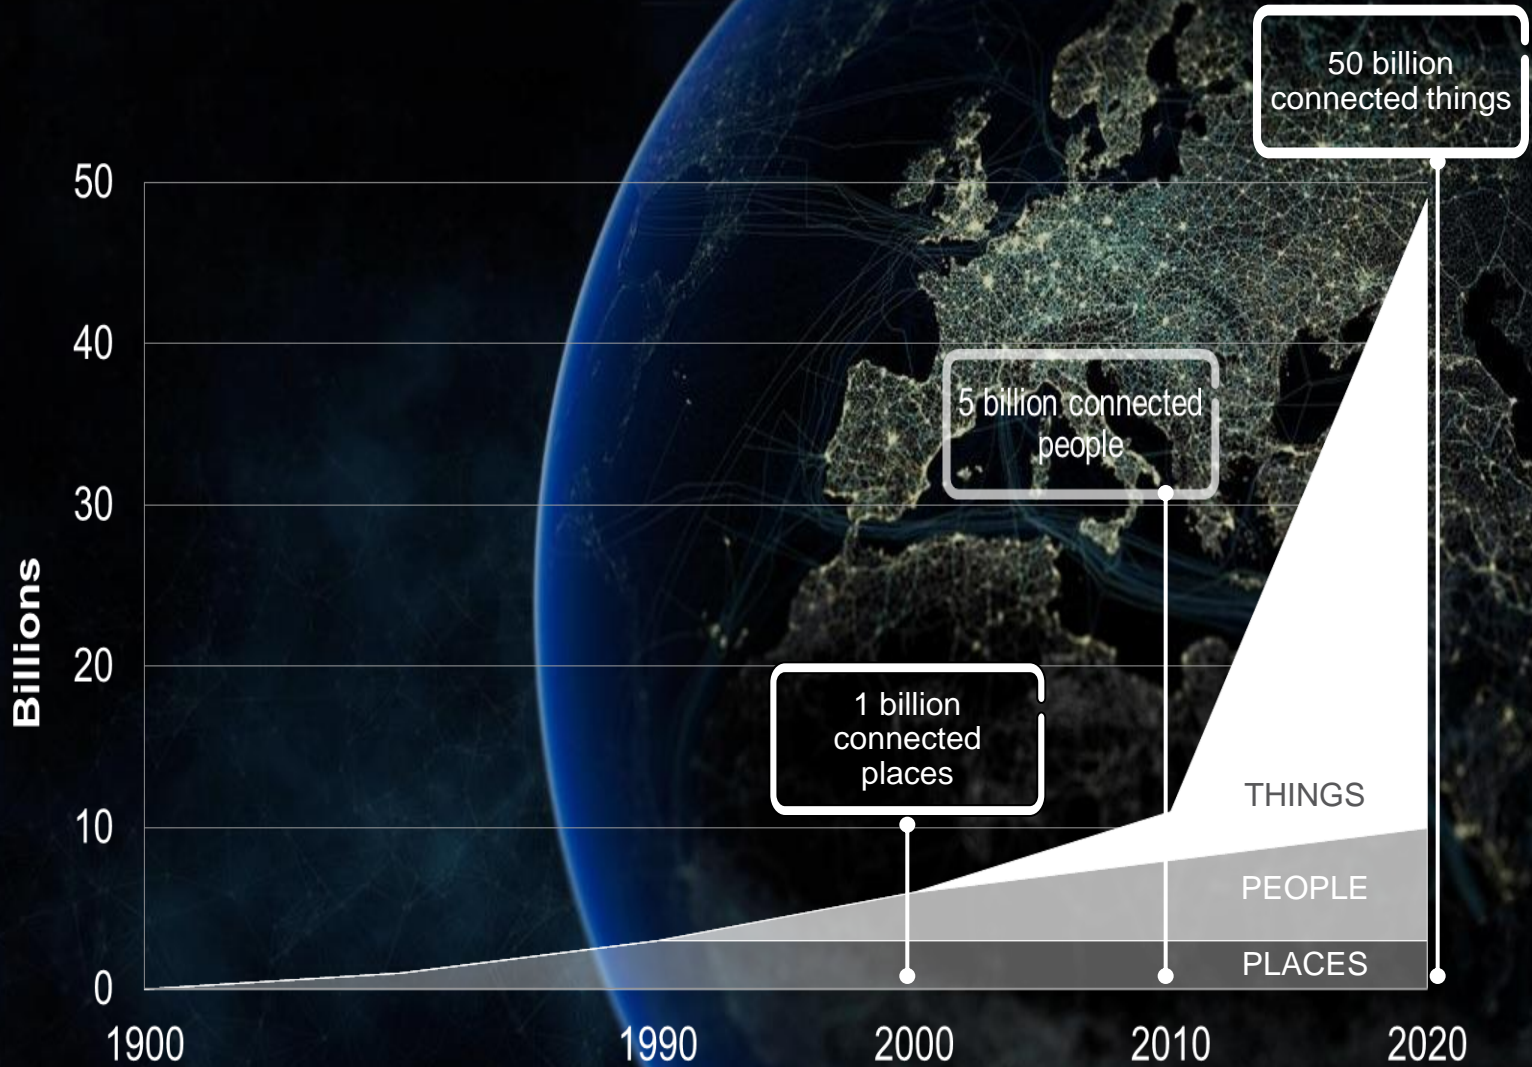 50 billion
connected things
50
40
5 billion connected
people
30
Billions
20
1 billion
connected
places
THINGS
10
PEOPLE
PLACES
0
1900
1990
2000
2010
2020